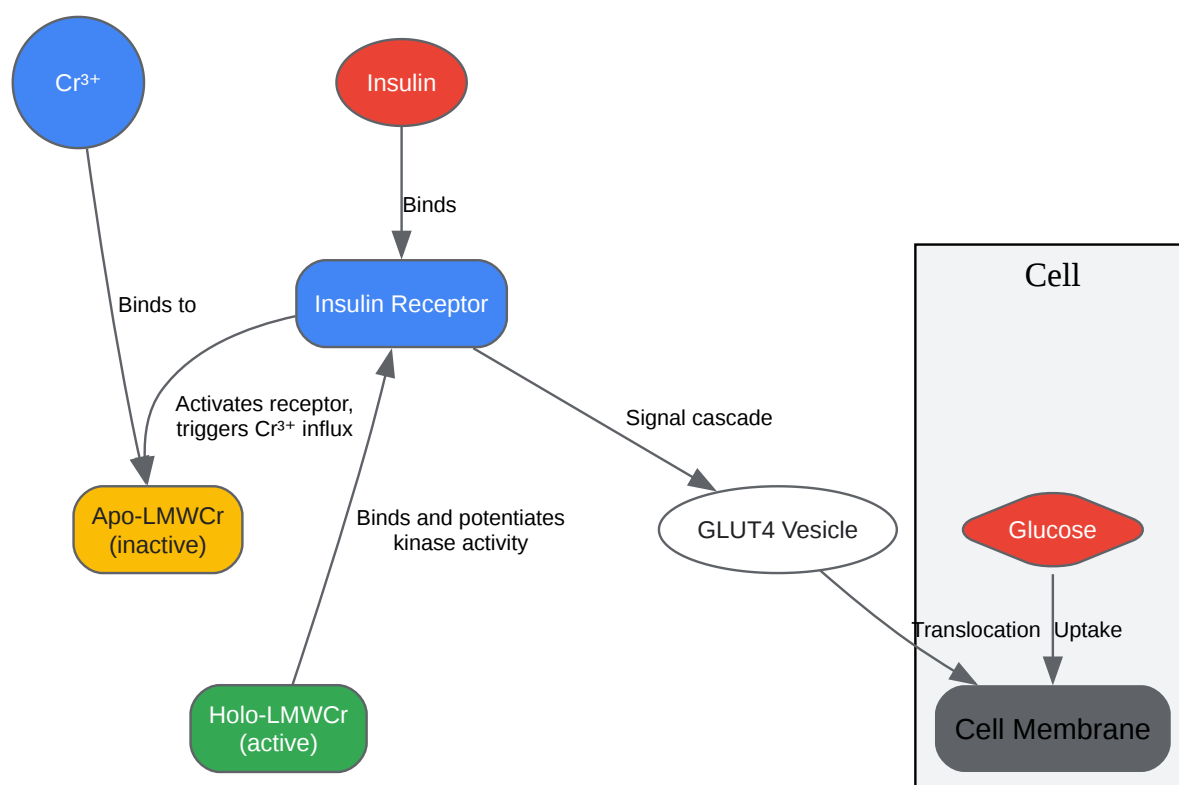 Cr³⁺
Insulin
Binds
Cell
Insulin Receptor
Binds to
Activates receptor,
triggers Cr³⁺ influx
Signal cascade
Apo-LMWCr
(inactive)
Binds and potentiates
kinase activity
GLUT4 Vesicle
Glucose
Translocation
Uptake
Holo-LMWCr
(active)
Cell Membrane